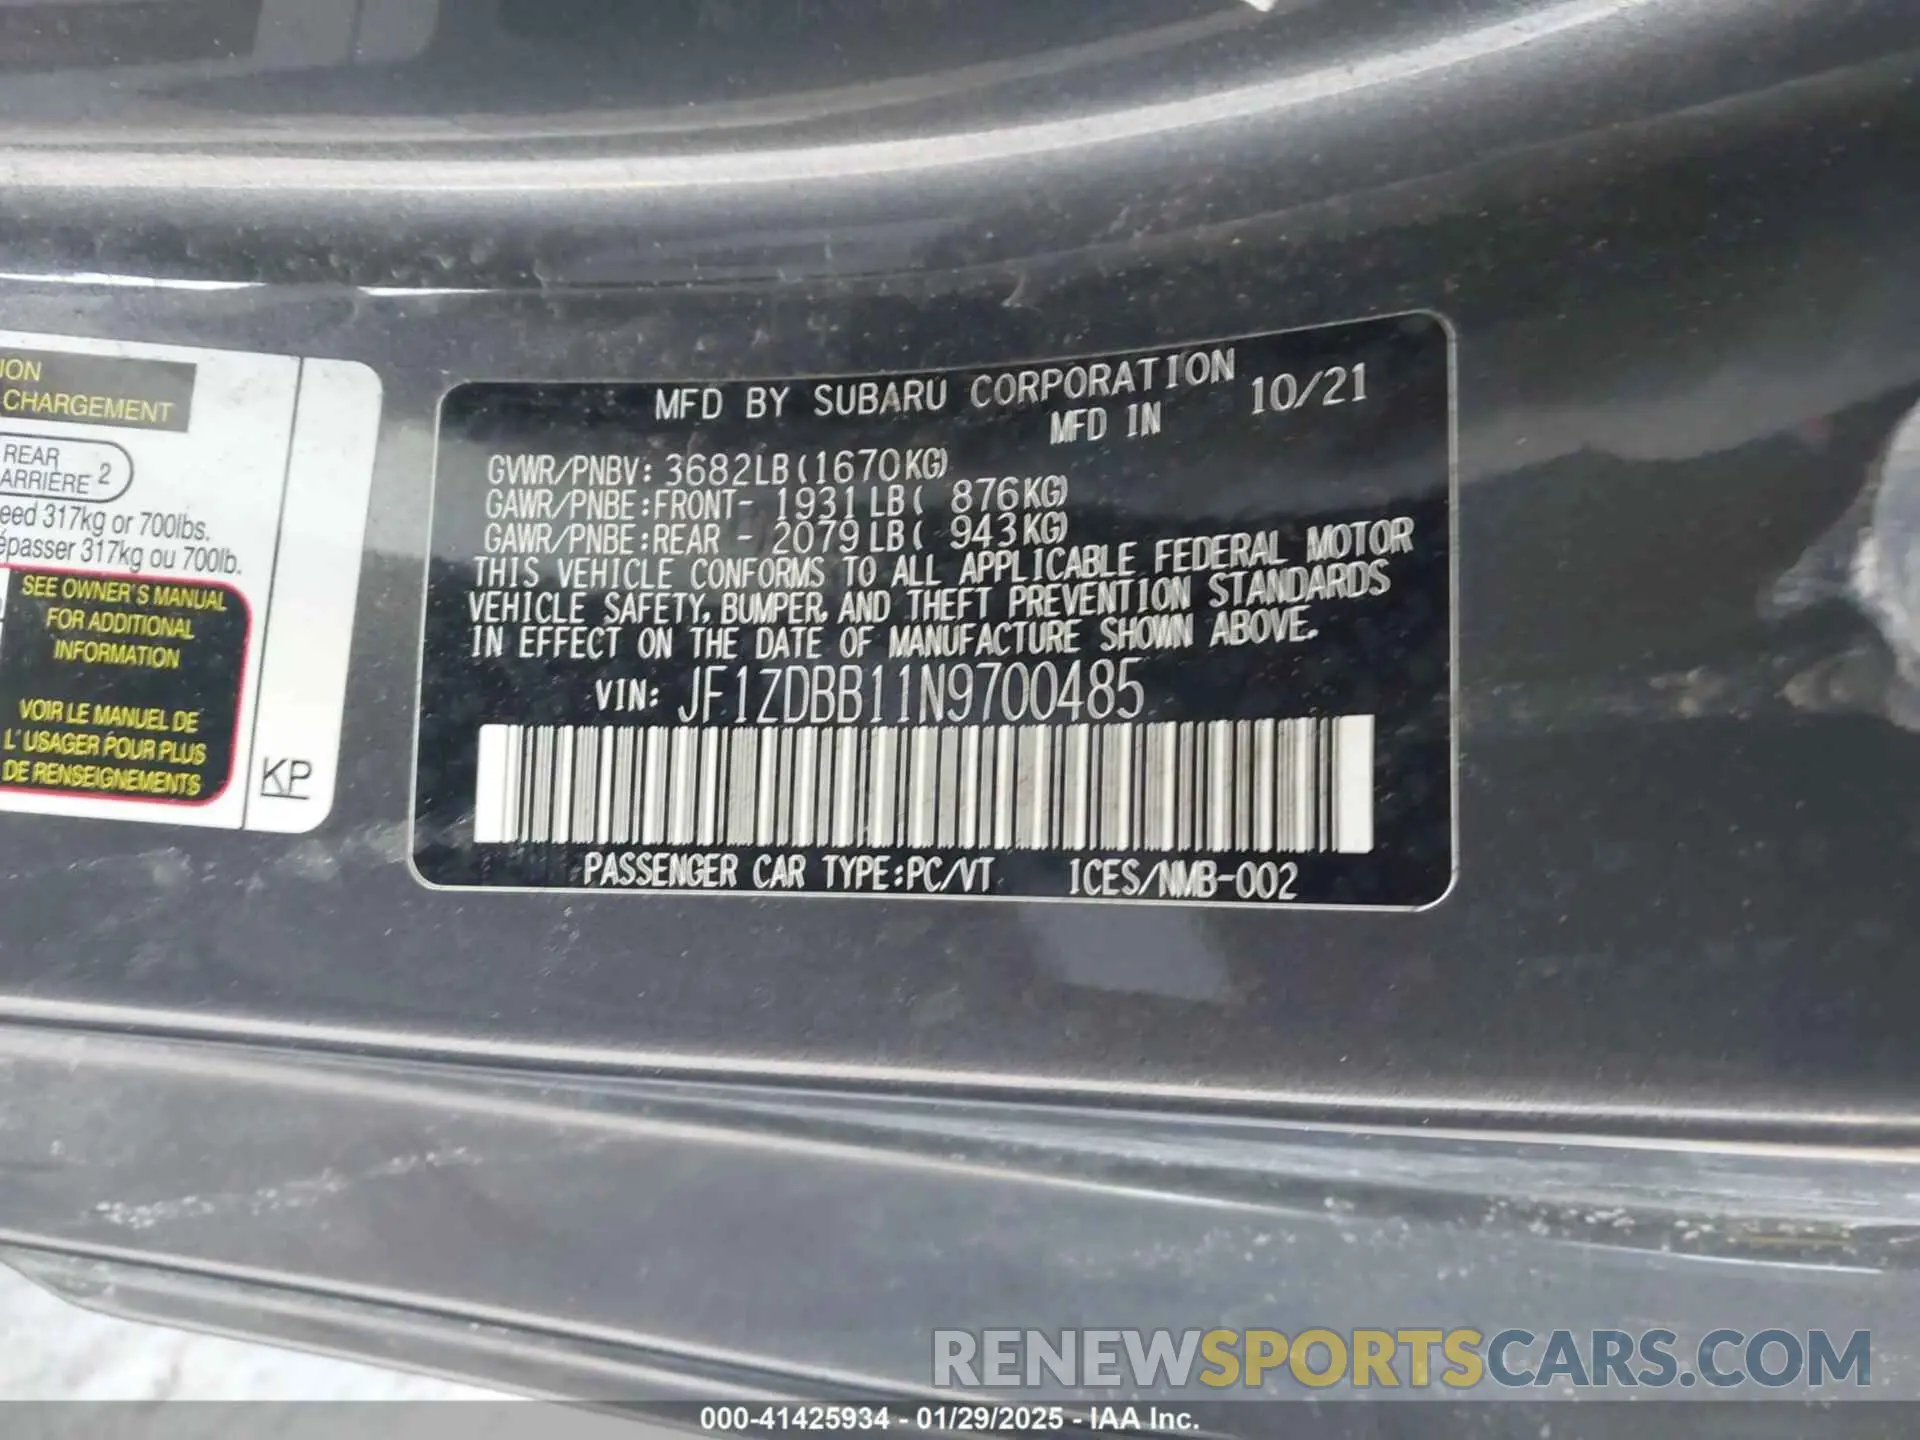 ION
CHARGEMENT
REAR
ARRIÈRE 2
eed 317kg or 700lbs.
épasser 317kg ou 700lb.
SEE OWNER'S MANUAL
FOR ADDITIONAL
INFORMATION
VOIR LE MANUEL DE
L'USAGER POUR PLUS
DE RENSEIGNEMENTS
KP
MFD BY SUBARU CORPORATION
MFD IN 10/21
GVWR/PNBV: 3682LB(1670KG)
GAWR/PNBE:FRONT- 1931LB( 876KG)
GAWR/PNBE:REAR - 2079LB( 943KG)
THIS VEHICLE CONFORMS TO ALL APPLICABLE FEDERAL MOTOR
VEHICLE SAFETY, BUMPER, AND THEFT PREVENTION STANDARDS
IN EFFECT ON THE DATE OF MANUFACTURE SHOWN ABOVE.
VIN: JF1ZDBB11N9700485
PASSENGER CAR TYPE:PC/VT 1CES/NMB-002
RENEWSPORTSCARS.COM
000-41425934 - 01/29/2025 - IAA Inc.